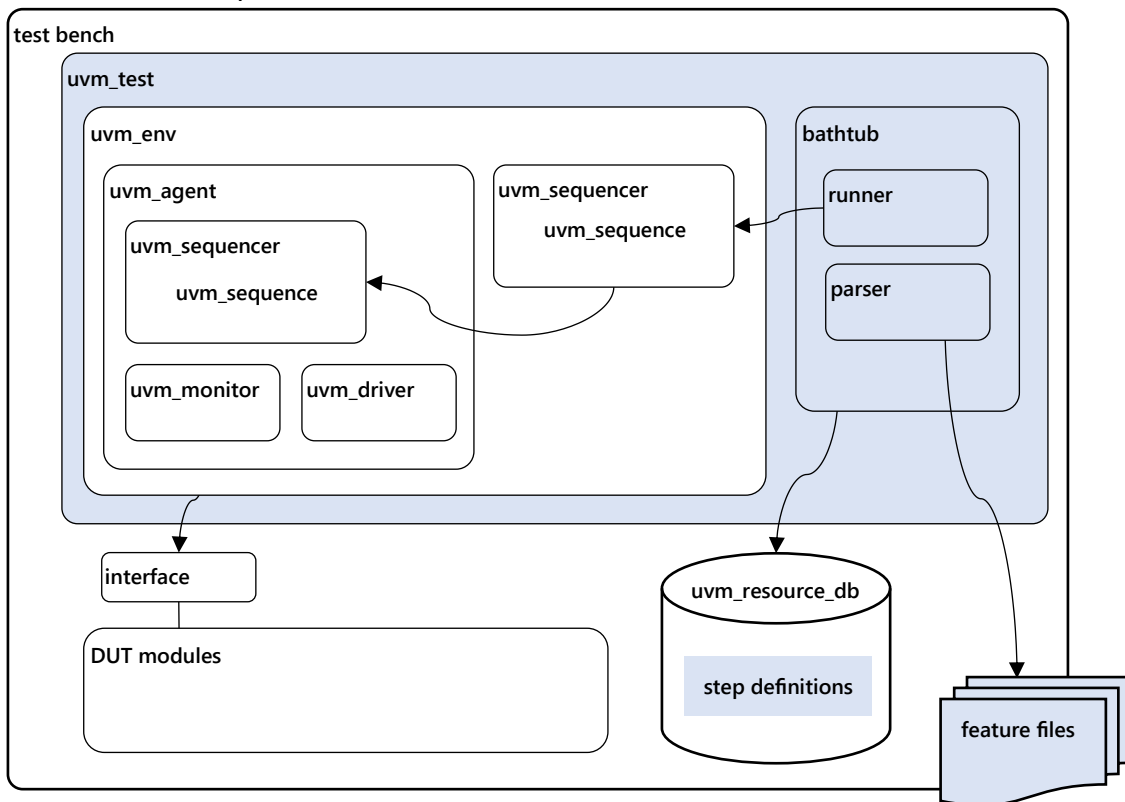 test bench
uvm_test
uvm_env
bathtub
uvm_agent
uvm_sequencer
runner
uvm_sequence
uvm_sequencer
parser
uvm_sequence
uvm_monitor
uvm_driver
interface
uvm_resource_db
DUT modules
step definitions
feature files